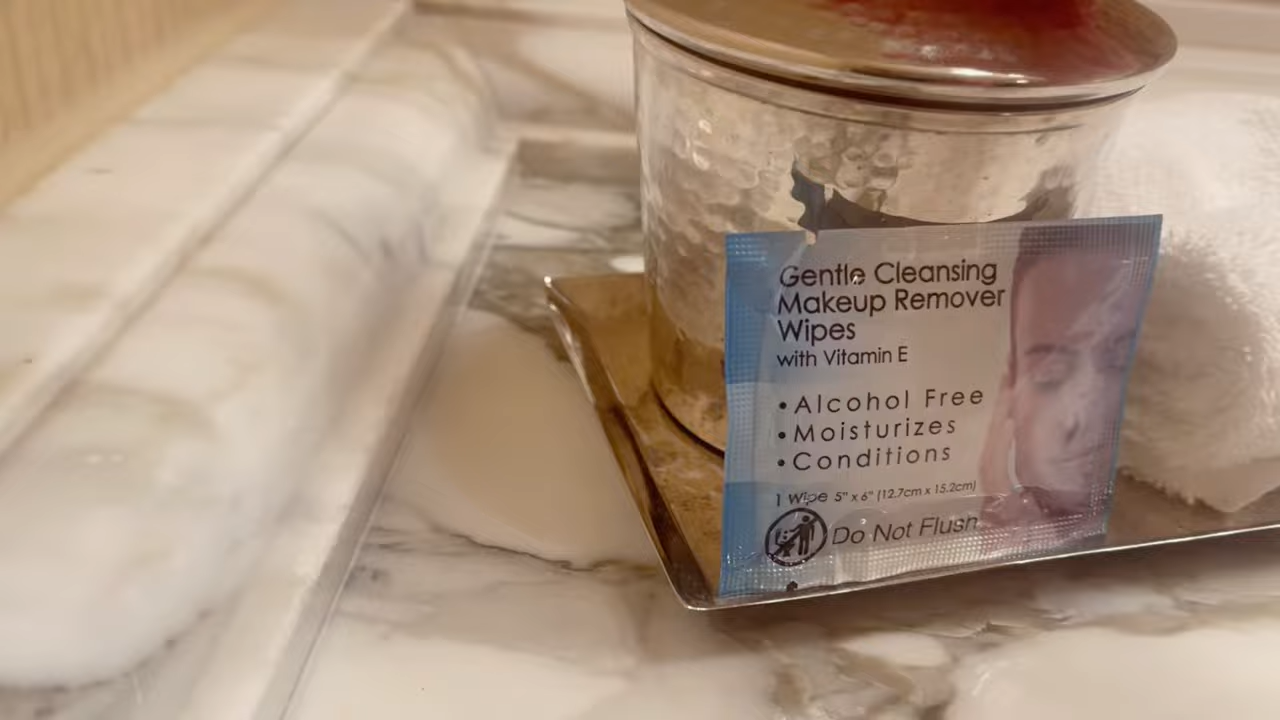 Gentle Cleansing
Makeup Remover
Wipes
with Vitamin E
• Alcohol Free
• Moisturizes
• Conditions
1 Wipe 5" x 6" (12.7cm x 15.2cm)
Do Not Flush